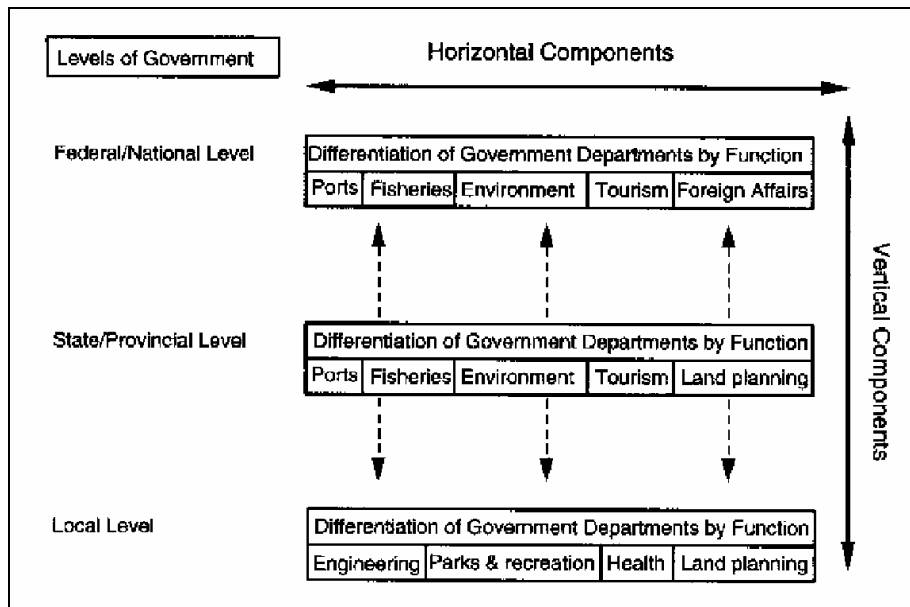 Levels of Government
Horizontal Components
Federal/National Level
Differentiation of Government Departments by Function
Ports Fisheries Environment Tourism Foreign Affairs
Vertical Components
State/Provincial Level
Differentiation of Government Departments by Function
Ports Fisheries Environment Tourism Land planning
Local Level
Differentiation of Government Departments by Function
Engineering Parks & recreation Health Land planning